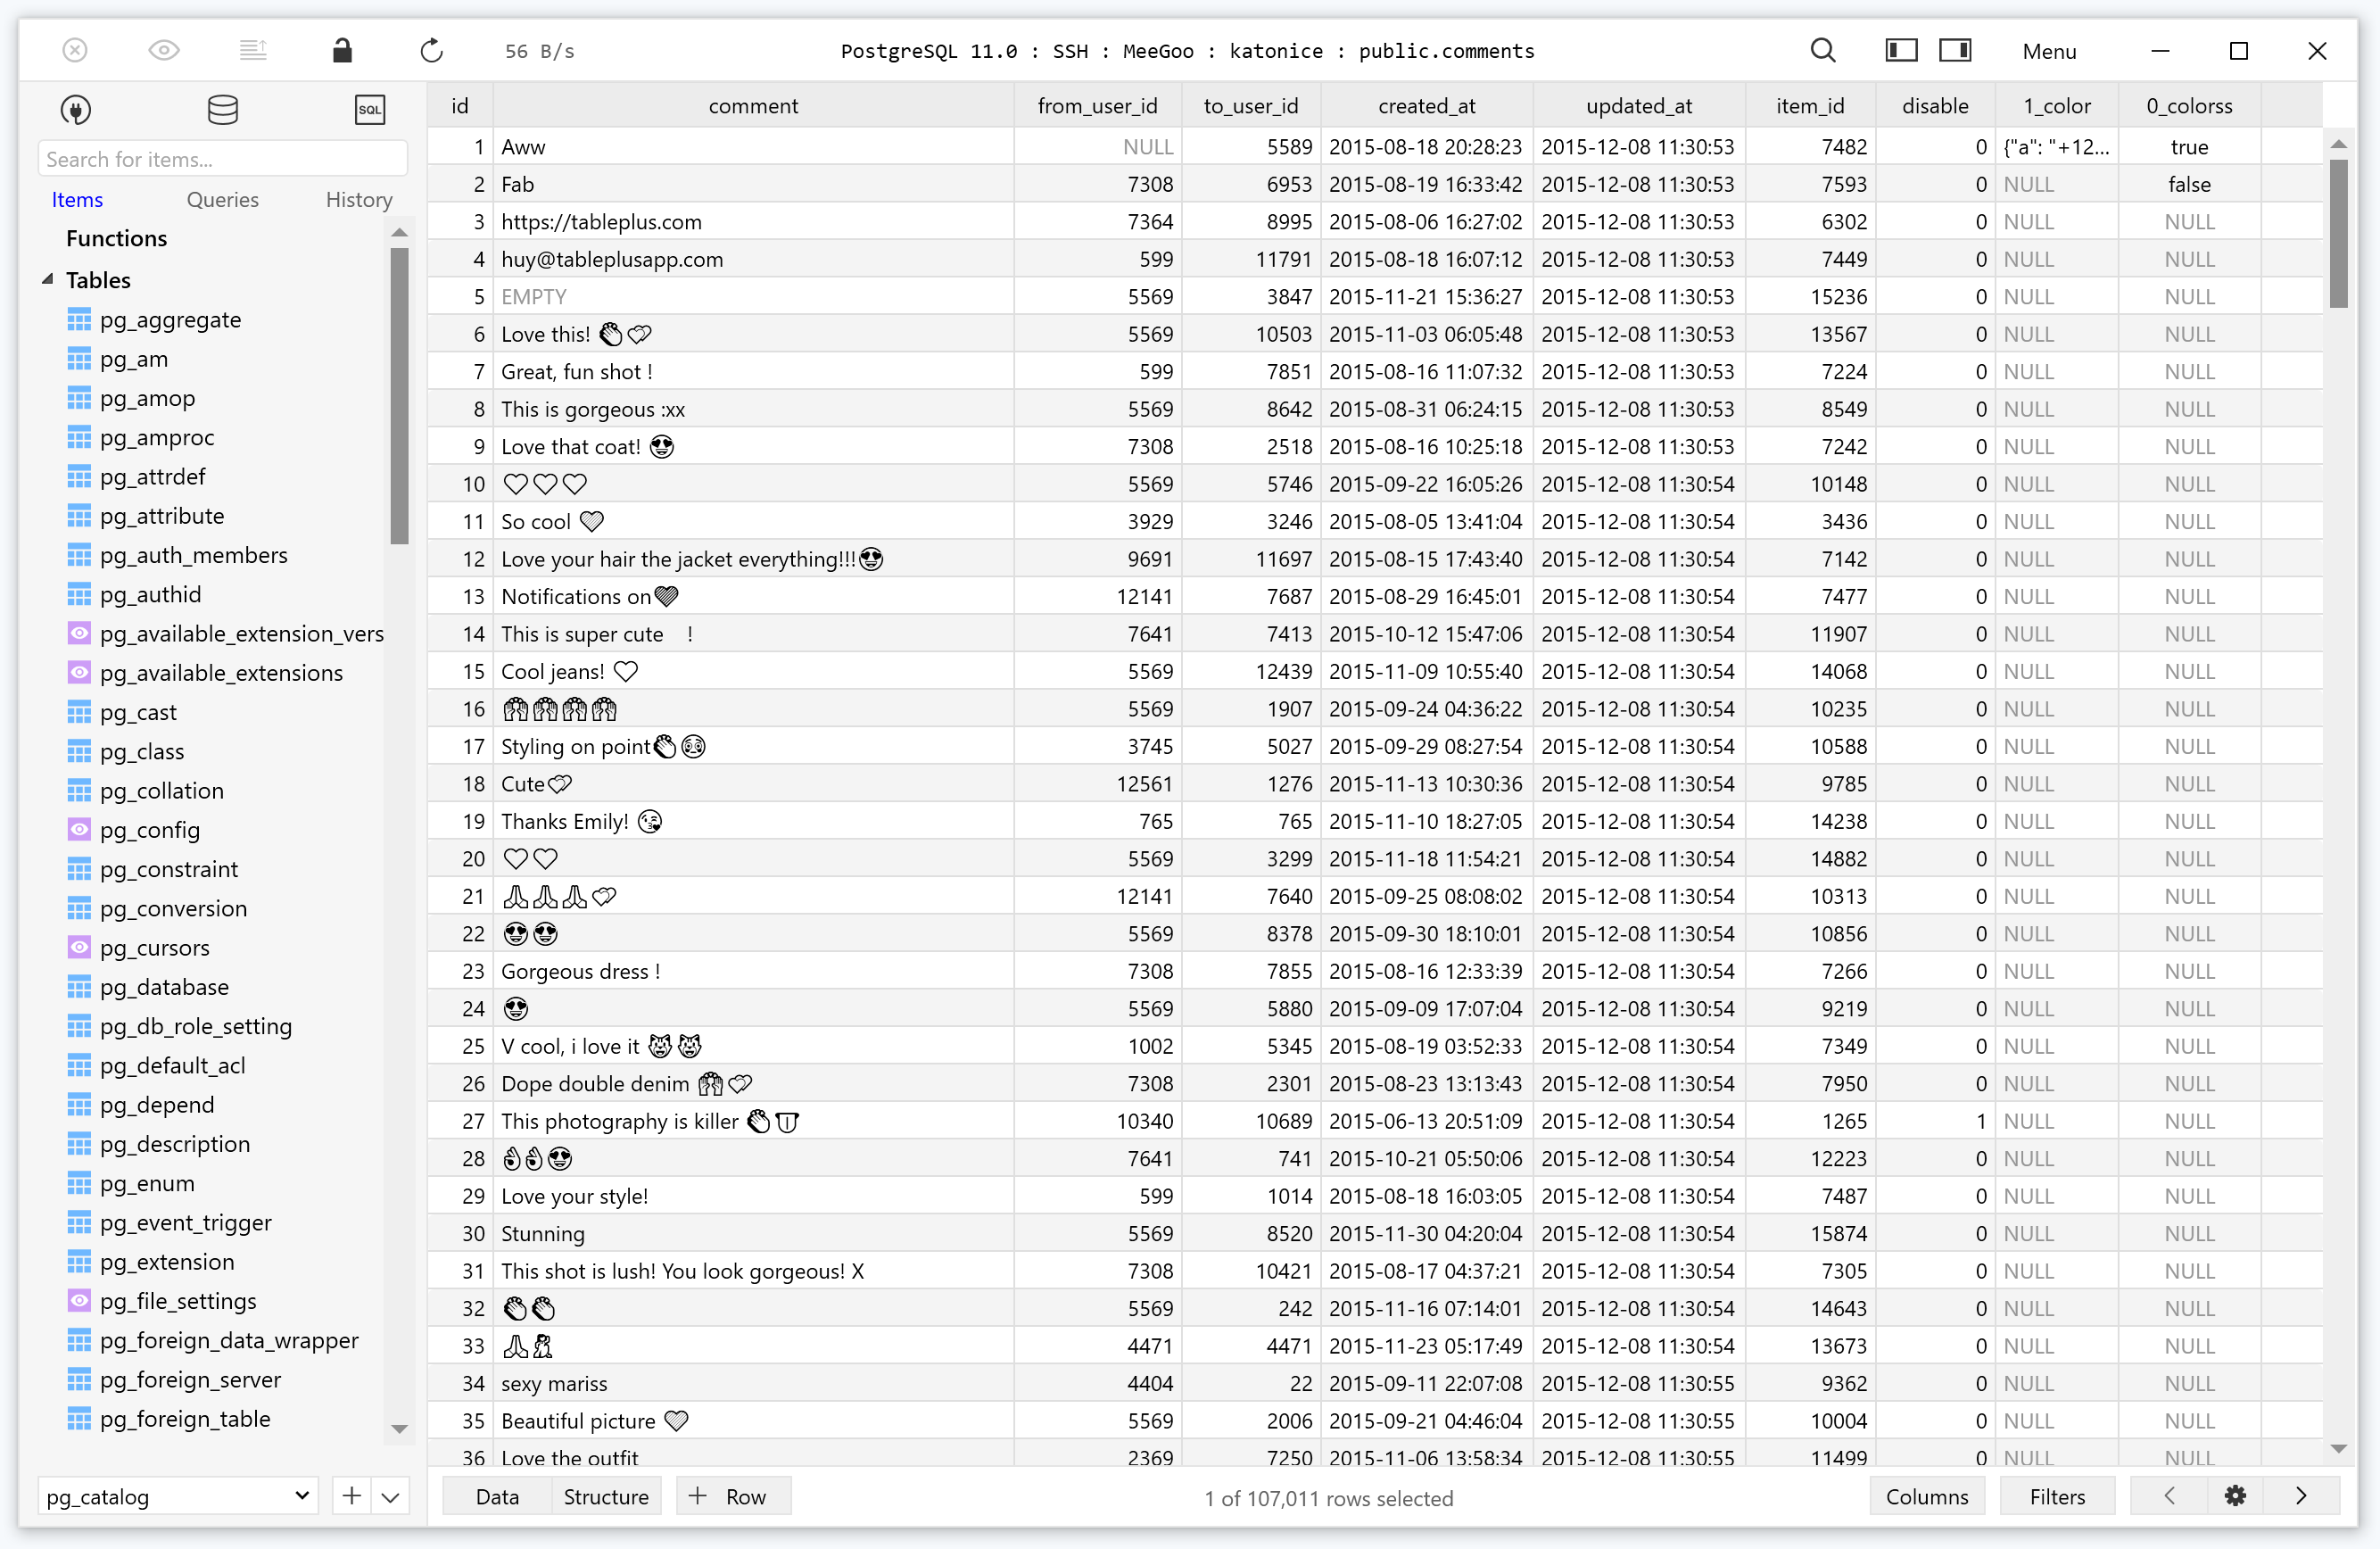 56 B/s PostgreSQL 11.0 : SSH : MeeGoo : katonice : public.comments Menu
SQL
Search for items...
Items Queries History
Functions
Tables
pg_aggregate
pg_am
pg_amop
pg_amproc
pg_attrdef
pg_attribute
pg_auth_members
pg_authid
pg_available_extension_vers
pg_available_extensions
pg_cast
pg_class
pg_collation
pg_config
pg_constraint
pg_conversion
pg_cursors
pg_database
pg_db_role_setting
pg_default_acl
pg_depend
pg_description
pg_enum
pg_event_trigger
pg_extension
pg_file_settings
pg_foreign_data_wrapper
pg_foreign_server
pg_foreign_table
pg_catalog
id comment from_user_id to_user_id created_at updated_at item_id disable 1_color 0_colorss
1 Aww NULL 5589 2015-08-18 20:28:23 2015-12-08 11:30:53 7482 0 {"a": "+12... true
2 Fab 7308 6953 2015-08-19 16:33:42 2015-12-08 11:30:53 7593 0 NULL false
3 https://tableplus.com 7364 8995 2015-08-06 16:27:02 2015-12-08 11:30:53 6302 0 NULL NULL
4 huy@tableplusapp.com 599 11791 2015-08-18 16:07:12 2015-12-08 11:30:53 7449 0 NULL NULL
5 EMPTY 5569 3847 2015-11-21 15:36:27 2015-12-08 11:30:53 15236 0 NULL NULL
6 Love this! 👏💕 5569 10503 2015-11-03 06:05:48 2015-12-08 11:30:53 13567 0 NULL NULL
7 Great, fun shot ! 599 7851 2015-08-16 11:07:32 2015-12-08 11:30:53 7224 0 NULL NULL
8 This is gorgeous :xx 5569 8642 2015-08-31 06:24:15 2015-12-08 11:30:53 8549 0 NULL NULL
9 Love that coat! 😍 7308 2518 2015-08-16 10:25:18 2015-12-08 11:30:53 7242 0 NULL NULL
10 ♡♡♡ 5569 5746 2015-09-22 16:05:26 2015-12-08 11:30:54 10148 0 NULL NULL
11 So cool 💛 3929 3246 2015-08-05 13:41:04 2015-12-08 11:30:54 3436 0 NULL NULL
12 Love your hair the jacket everything!!!😍 9691 11697 2015-08-15 17:43:40 2015-12-08 11:30:54 7142 0 NULL NULL
13 Notifications on💜 12141 7687 2015-08-29 16:45:01 2015-12-08 11:30:54 7477 0 NULL NULL
14 This is super cute ! 7641 7413 2015-10-12 15:47:06 2015-12-08 11:30:54 11907 0 NULL NULL
15 Cool jeans! ♡ 5569 12439 2015-11-09 10:55:40 2015-12-08 11:30:54 14068 0 NULL NULL
16 🙌🙌🙌🙌 5569 1907 2015-09-24 04:36:22 2015-12-08 11:30:54 10235 0 NULL NULL
17 Styling on point👏😳 3745 5027 2015-09-29 08:27:54 2015-12-08 11:30:54 10588 0 NULL NULL
18 Cute💕 12561 1276 2015-11-13 10:30:36 2015-12-08 11:30:54 9785 0 NULL NULL
19 Thanks Emily! 😘 765 765 2015-11-10 18:27:05 2015-12-08 11:30:54 14238 0 NULL NULL
20 ♡♡ 5569 3299 2015-11-18 11:54:21 2015-12-08 11:30:54 14882 0 NULL NULL
21 🙏🙏🙏💕 12141 7640 2015-09-25 08:08:02 2015-12-08 11:30:54 10313 0 NULL NULL
22 😍😍 5569 8378 2015-09-30 18:10:01 2015-12-08 11:30:54 10856 0 NULL NULL
23 Gorgeous dress ! 7308 7855 2015-08-16 12:33:39 2015-12-08 11:30:54 7266 0 NULL NULL
24 😍 5569 5880 2015-09-09 17:07:04 2015-12-08 11:30:54 9219 0 NULL NULL
25 V cool, i love it 😻😻 1002 5345 2015-08-19 03:52:33 2015-12-08 11:30:54 7349 0 NULL NULL
26 Dope double denim 🙌💕 7308 2301 2015-08-23 13:13:43 2015-12-08 11:30:54 7950 0 NULL NULL
27 This photography is killer 👏 10340 10689 2015-06-13 20:51:09 2015-12-08 11:30:54 1265 1 NULL NULL
28 👌👌😍 7641 741 2015-10-21 05:50:06 2015-12-08 11:30:54 12223 0 NULL NULL
29 Love your style! 599 1014 2015-08-18 16:03:05 2015-12-08 11:30:54 7487 0 NULL NULL
30 Stunning 5569 8520 2015-11-30 04:20:04 2015-12-08 11:30:54 15874 0 NULL NULL
31 This shot is lush! You look gorgeous! X 7308 10421 2015-08-17 04:37:21 2015-12-08 11:30:54 7305 0 NULL NULL
32 👏👏 5569 242 2015-11-16 07:14:01 2015-12-08 11:30:54 14643 0 NULL NULL
33 🙏 4471 4471 2015-11-23 05:17:49 2015-12-08 11:30:54 13673 0 NULL NULL
34 sexy mariss 4404 22 2015-09-11 22:07:08 2015-12-08 11:30:55 9362 0 NULL NULL
35 Beautiful picture 💛 5569 2006 2015-09-21 04:46:04 2015-12-08 11:30:55 10004 0 NULL NULL
36 Love the outfit 2369 7250 2015-11-06 13:58:34 2015-12-08 11:30:55 11499 0 NULL NULL
Data Structure + Row 1 of 107,011 rows selected Columns Filters